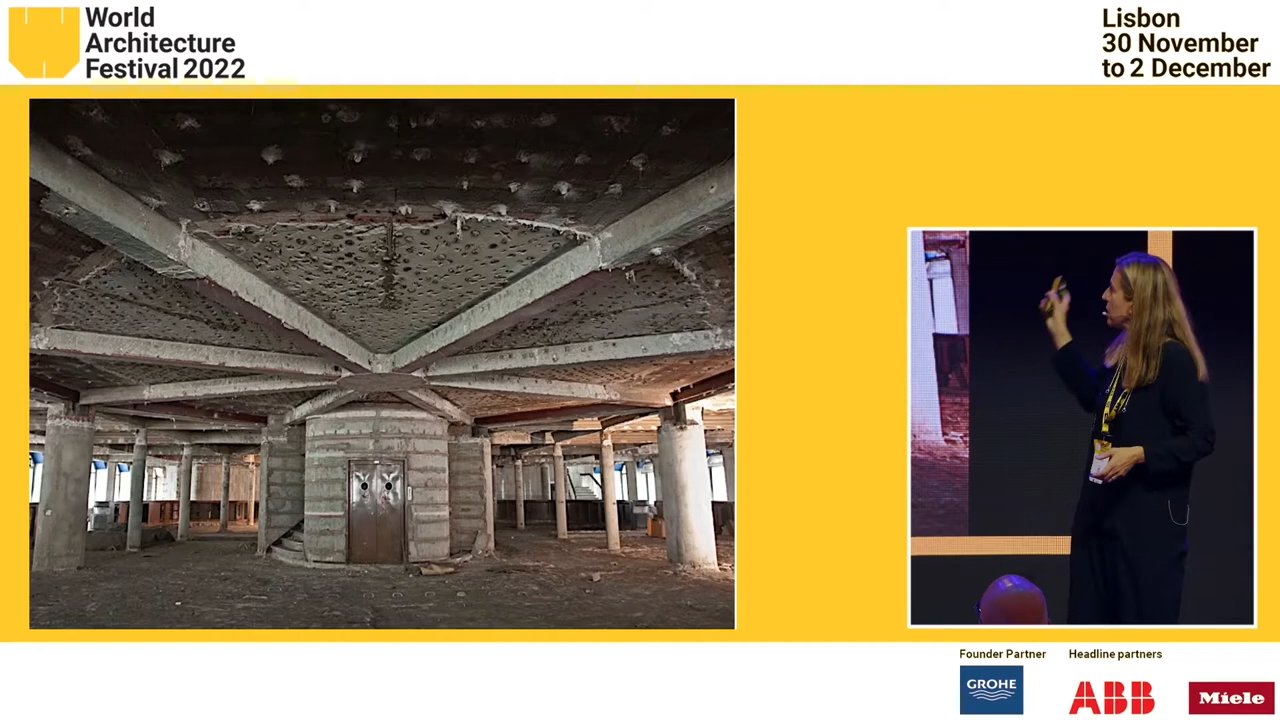 World
Architecture
Festival 2022
Lisbon
30 November
to 2 December
Founder Partner
Headline partners
GROHE
ABB
Miele